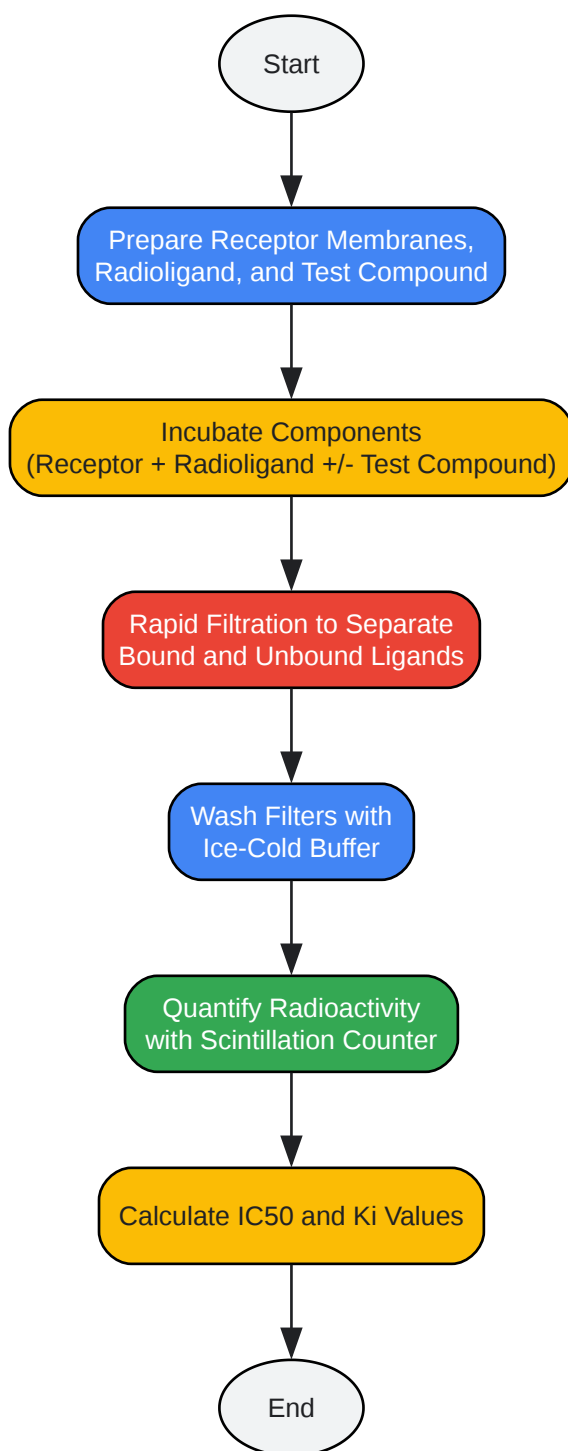 Start
Prepare Receptor Membranes,
Radioligand, and Test Compound
Incubate Components
(Receptor + Radioligand +/- Test Compound)
Rapid Filtration to Separate
Bound and Unbound Ligands
Wash Filters with
Ice-Cold Buffer
Quantify Radioactivity
with Scintillation Counter
Calculate IC50 and Ki Values
End